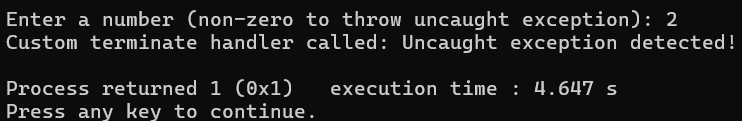 Enter a number (non-zero to throw uncaught exception): 2
Custom terminate handler called: Uncaught exception detected!
Process returned 1 (0x1)   execution time : 4.647 s
Press any key to continue.